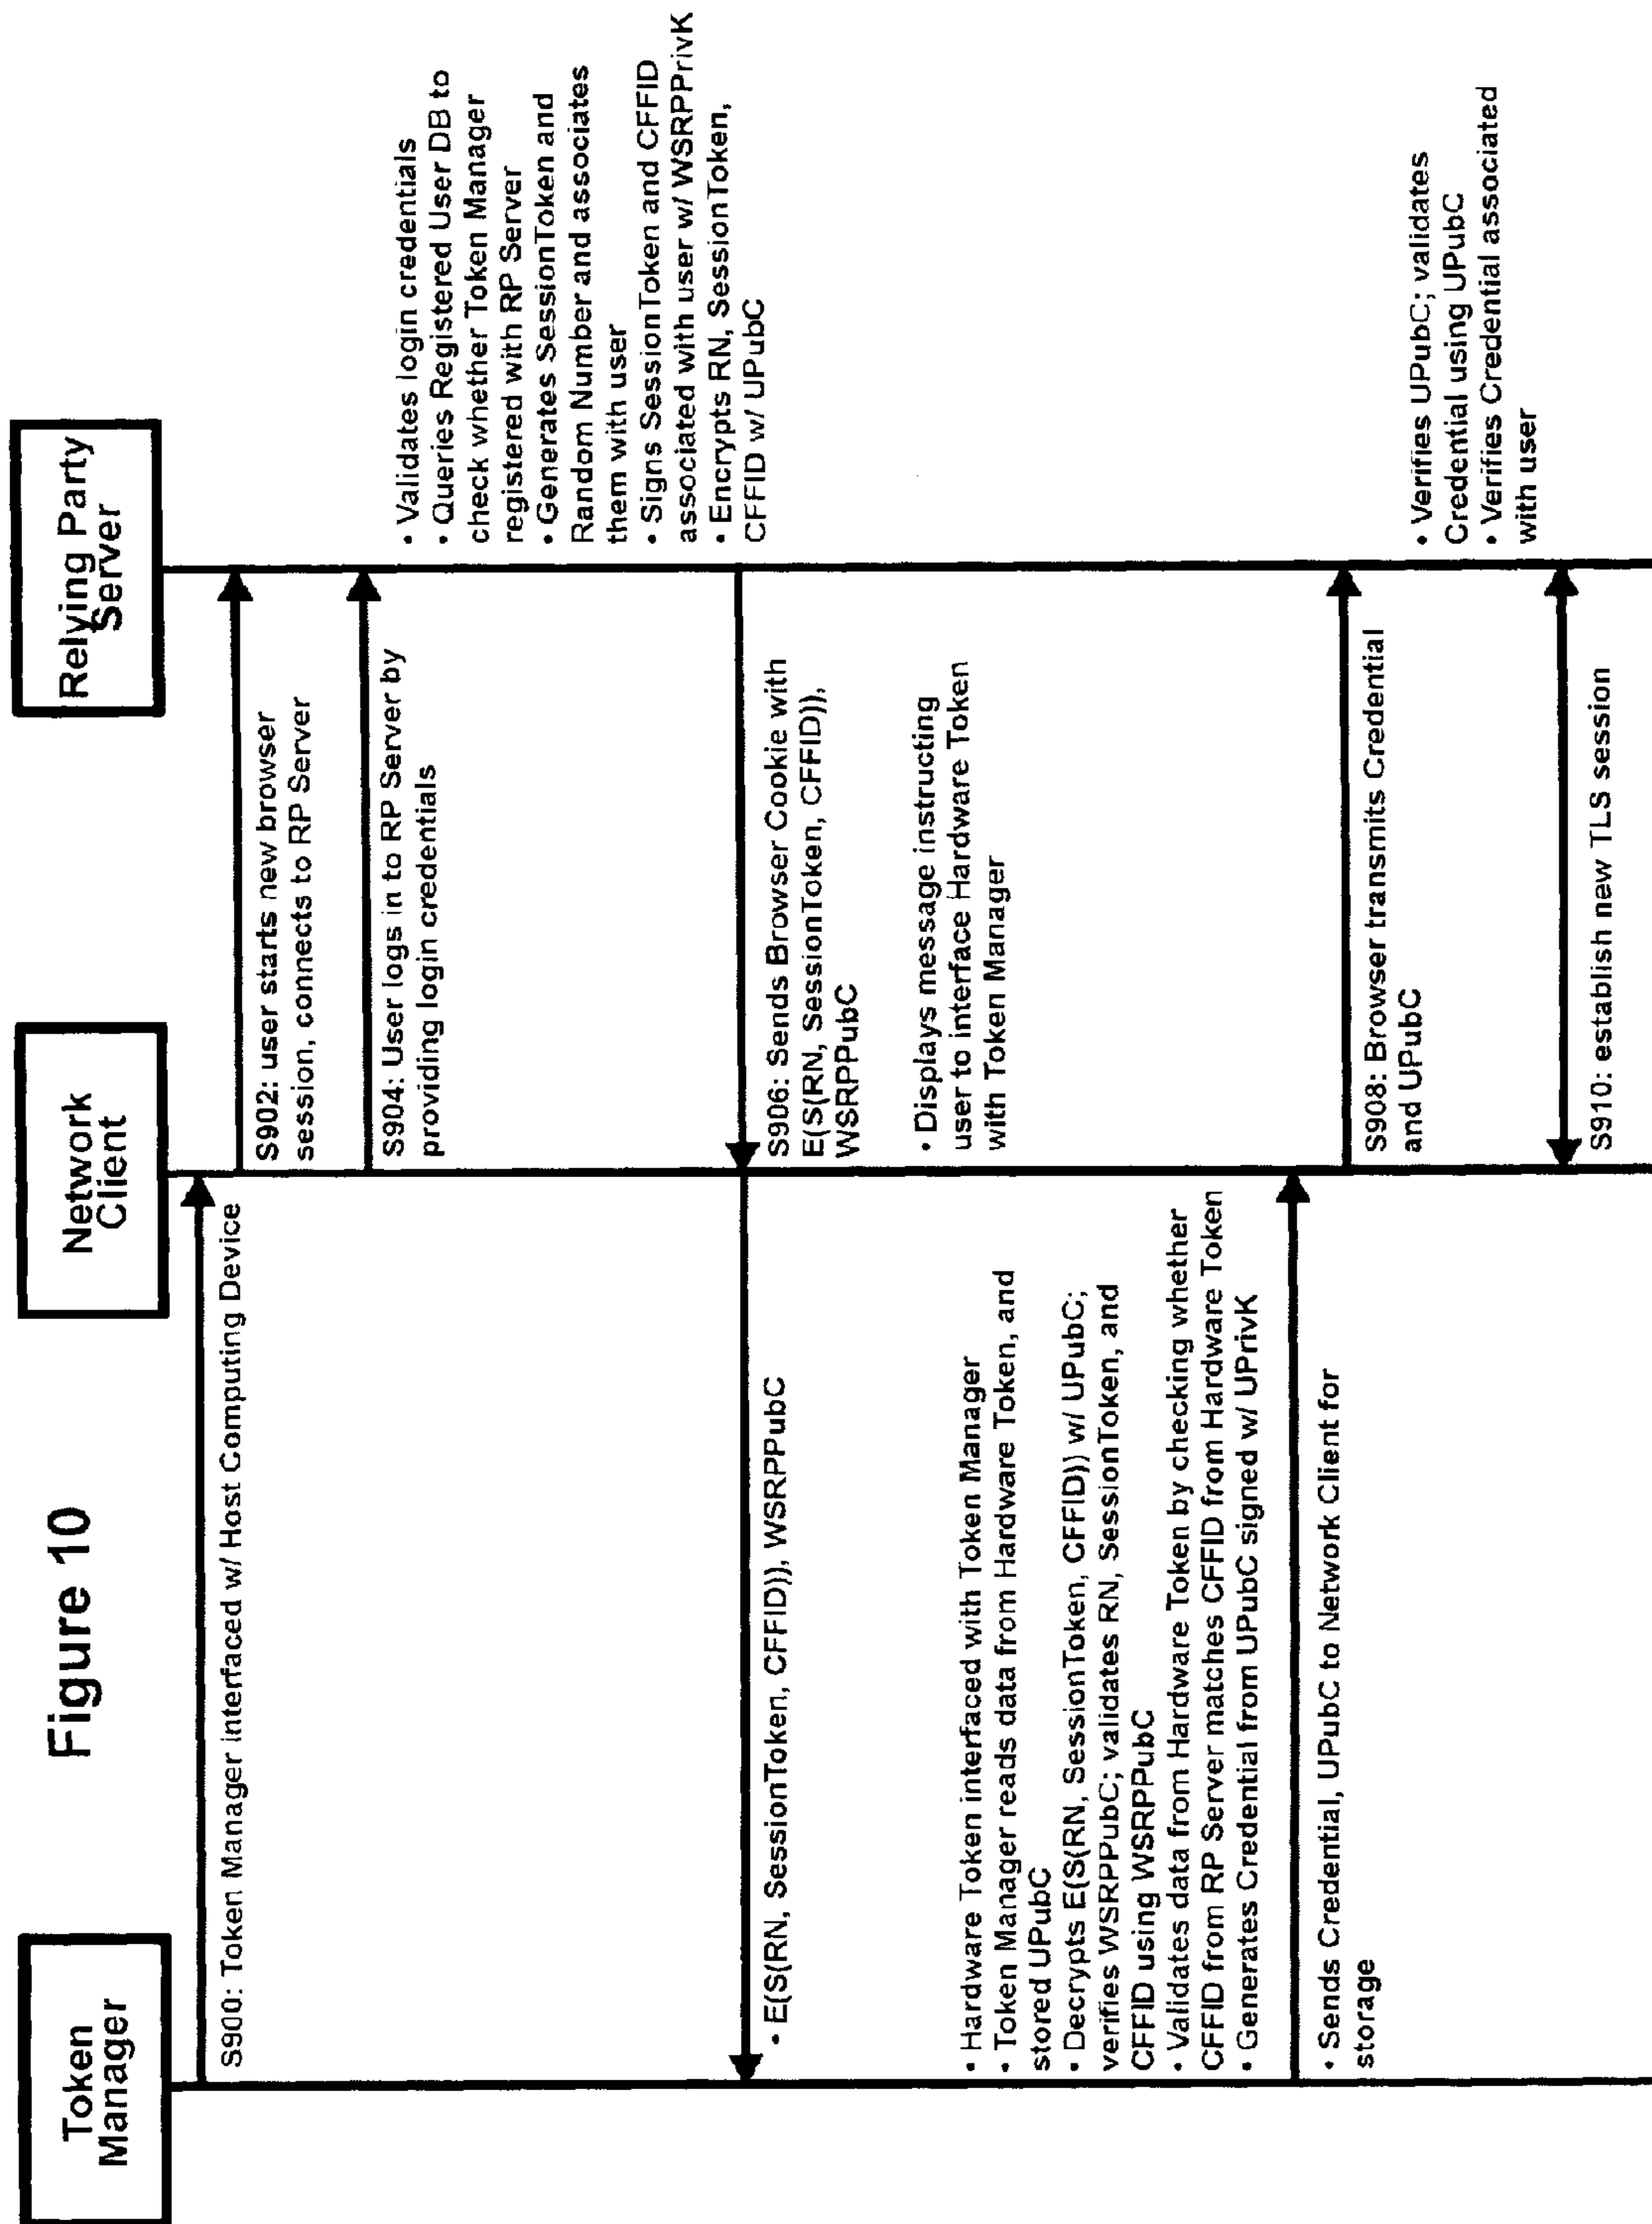 Figure 10
Token
Manager
Network
Client
Relying Party
Server
S900: Token Manager interfaced w/ Host Computing Device
S902: user starts new browser
session, connects to RP Server
S904: User logs in to RP Server by
providing login credentials
• Validates login credentials
• Queries Registered User DB to
check whether Token Manager
registered with RP Server
• Generates SessionToken and
Random Number and associates
them with user
• Signs SessionToken and CFFID
associated with user w/ WSRPPrivK
• Encrypts RN, SessionToken,
CFFID w/ UPubC
S906: Sends Browser Cookie with
E(S(RN, SessionToken, CFFID)),
WSRPPubC
• E(S(RN, SessionToken, CFFID)), WSRPPubC
• Displays message instructing
user to interface Hardware Token
with Token Manager
• Hardware Token interfaced with Token Manager
• Token Manager reads data from Hardware Token, and
stored UPubC
• Decrypts E(S(RN, SessionToken, CFFID)) w/ UPubC;
verifies WSRPPubC; validates RN, SessionToken, and
CFFID using WSRPPubC
• Validates data from Hardware Token by checking whether
CFFID from RP Server matches CFFID from Hardware Token
• Generates Credential from UPubC signed w/ UPrivK
• Sends Credential, UPubC to Network Client for
storage
S908: Browser transmits Credential
and UPubC
• Verifies UPubC; validates
Credential using UPubC
• Verifies Credential associated
with user
S910: establish new TLS session